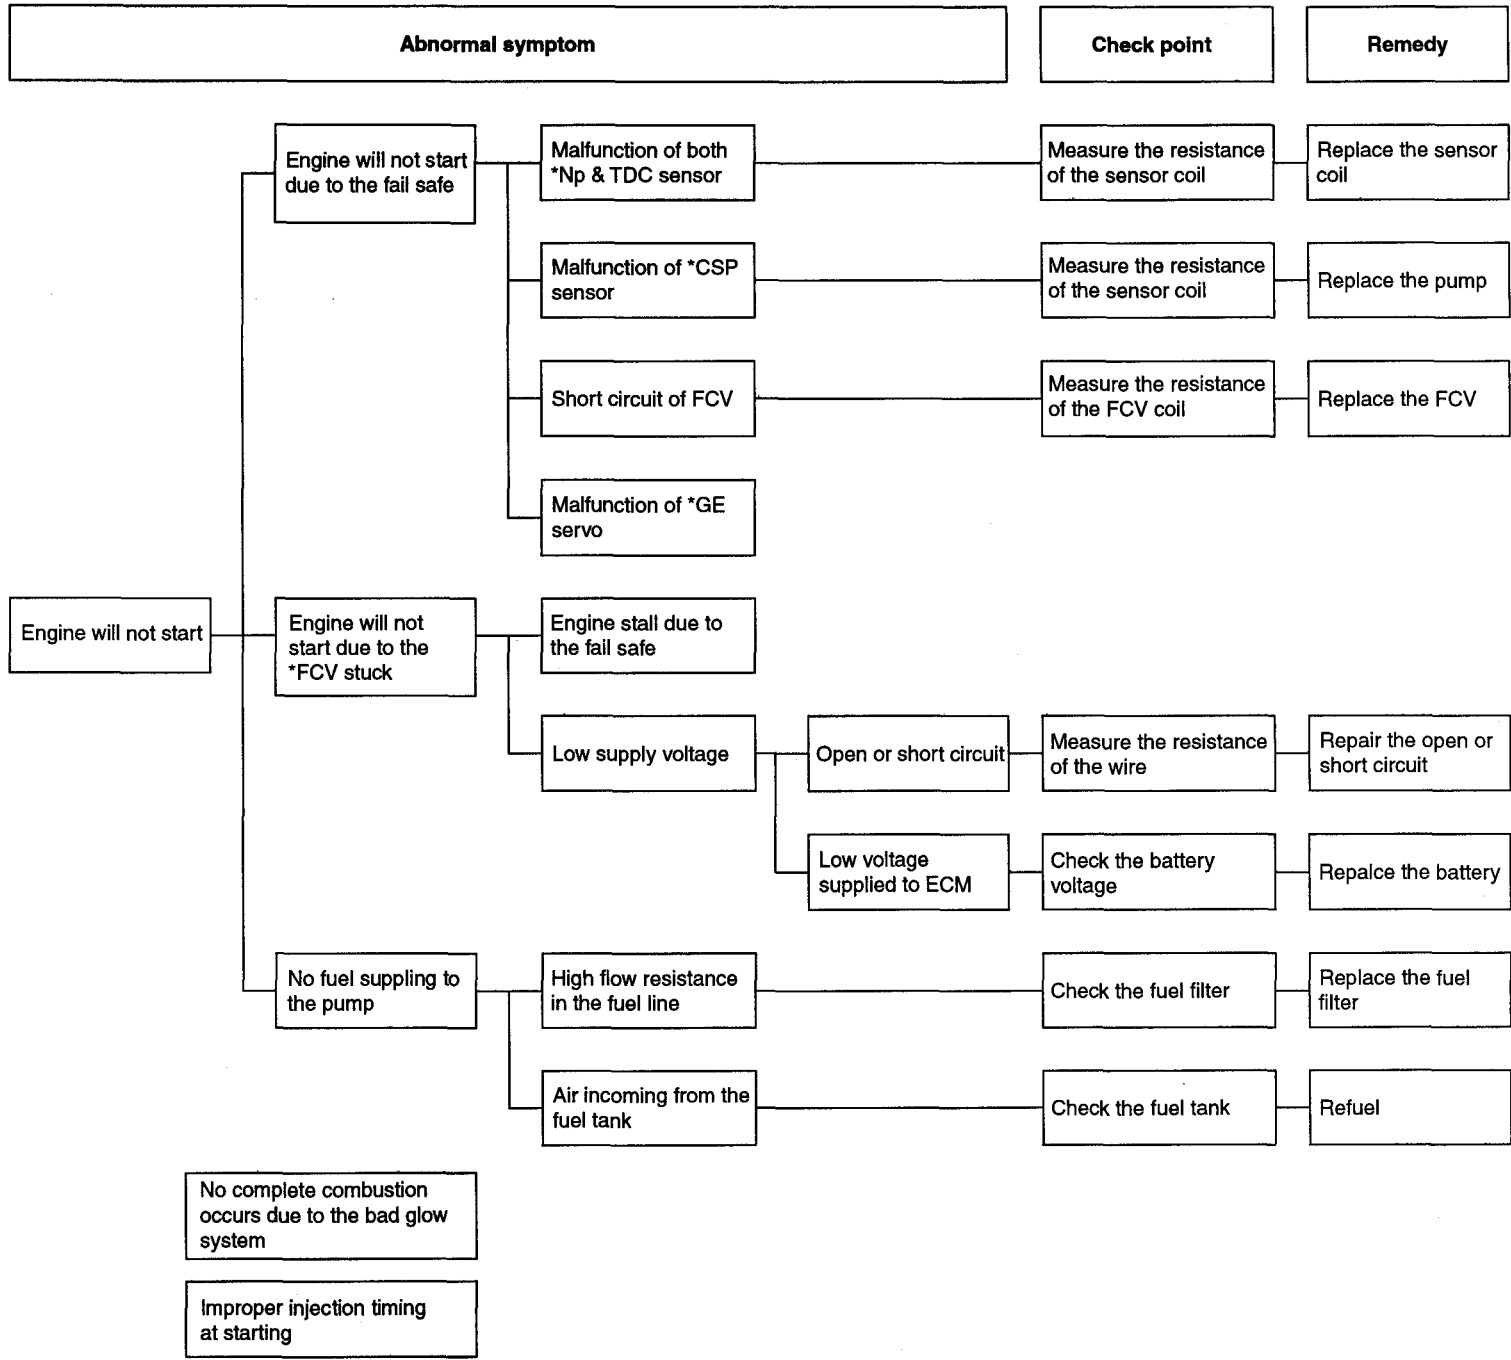 Abnormal symptom
Check point
Remedy
Engine will not start
due to the fail safe
Malfunction of both
*Np & TDC sensor
Measure the resistance
of the sensor coil
Replace the sensor
coil
Malfunction of *CSP
sensor
Measure the resistance
of the sensor coil
Replace the pump
Short circuit of FCV
Measure the resistance
of the FCV coil
Replace the FCV
Malfunction of *GE
servo
Engine will not start
Engine will not
start due to the
*FCV stuck
Engine stall due to
the fail safe
Low supply voltage
Open or short circuit
Measure the resistance
of the wire
Repair the open or
short circuit
Low voltage
supplied to ECM
Check the battery
voltage
Repalce the battery
No fuel suppling to
the pump
High flow resistance
in the fuel line
Check the fuel filter
Replace the fuel
filter
Air incoming from the
fuel tank
Check the fuel tank
Refuel
No complete combustion
occurs due to the bad glow
system
Improper injection timing
at starting